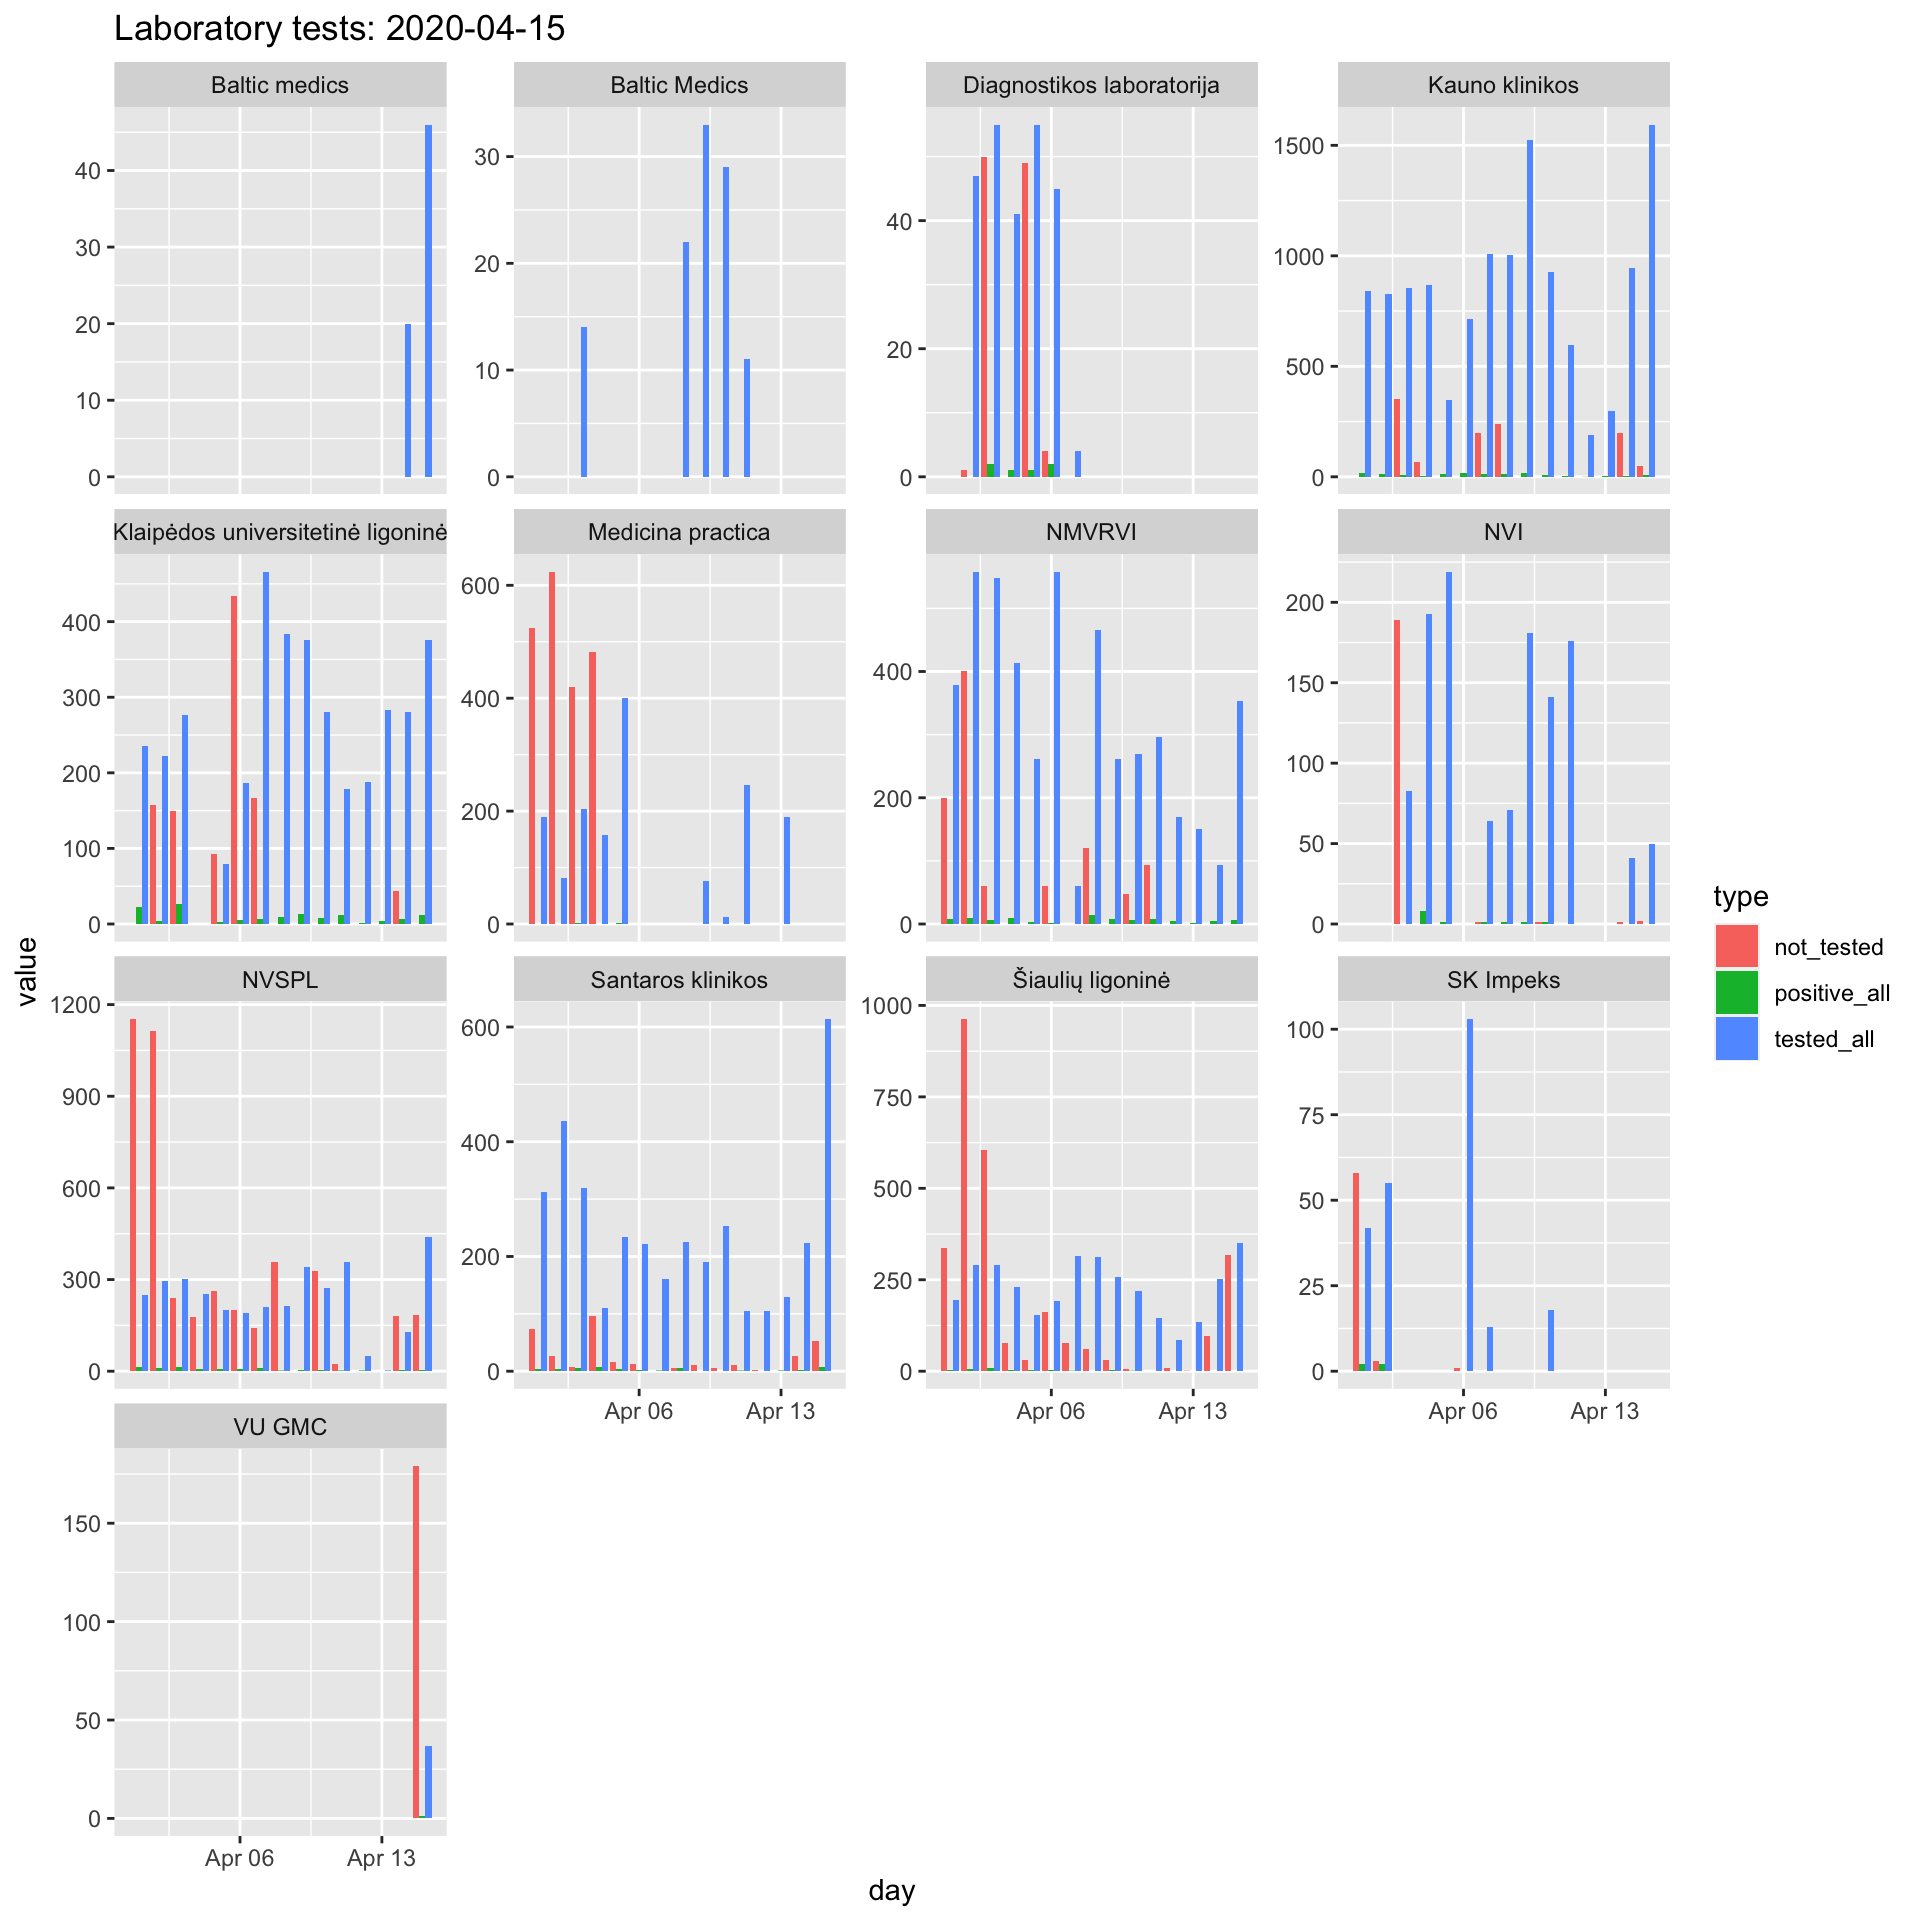 Laboratory tests: 2020-04-15
Baltic medics
Baltic Medics
Diagnostikos laboratorija
Kauno klinikos
40
30
20
10
0
30
20
10
0
40
20
0
1500
1000
500
0
Klaipėdos universitetinė ligoninė
Medicina practica
NMVRVI
NVI
400
300
200
100
0
600
400
200
0
400
200
0
200
150
100
50
0
NVSPL
Santaros klinikos
Šiaulių ligoninė
SK Impeks
1200
900
600
300
0
600
400
200
0
1000
750
500
250
0
100
75
50
25
0
Apr 06
Apr 13
Apr 06
Apr 13
Apr 06
Apr 13
VU GMC
150
100
50
0
Apr 06
Apr 13
value
day
type
not_tested
positive_all
tested_all